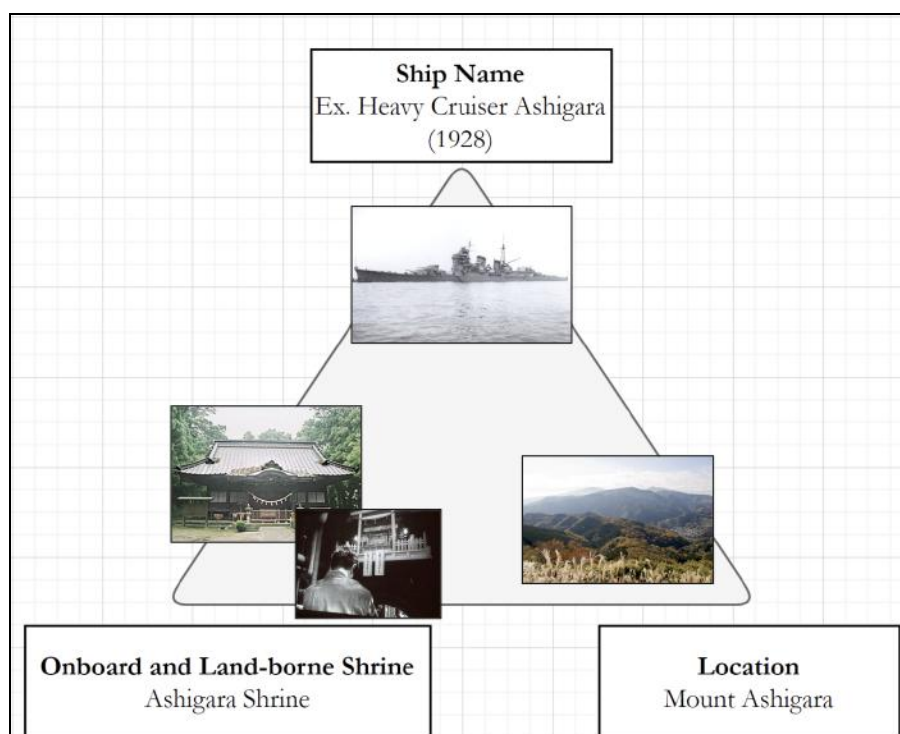 Ship Name
Ex. Heavy Cruiser Ashigara
(1928)
Onboard and Land-borne Shrine
Ashigara Shrine
Location
Mount Ashigara